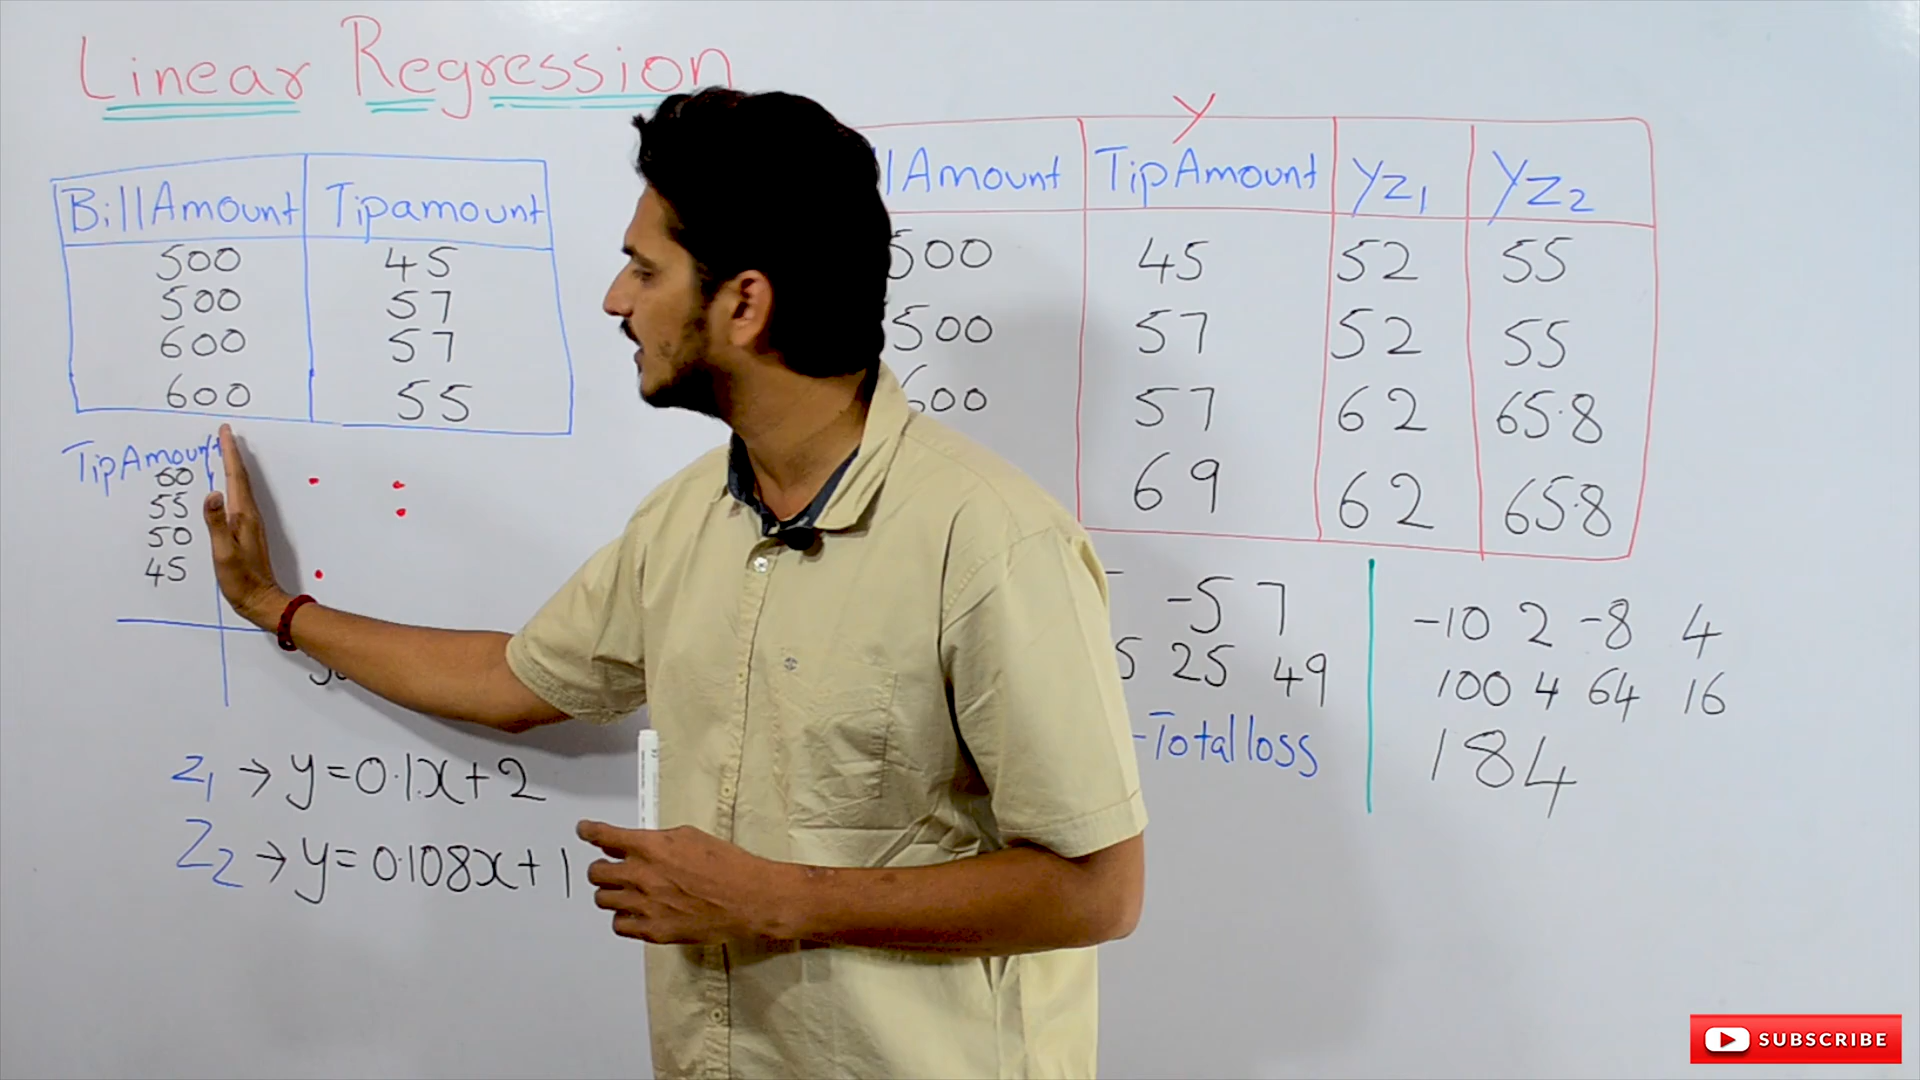 Linear Regression
BillAmount Tipamount
500 45
500 57
600 57
600 55
TipAmount
60
55
50
45
z1 → y=0.1x+2
Z2 → y=0.108x+1
Y
Amount TipAmount Yz1 Yz2
500 45 52 55
500 57 52 55
600 57 62 65.8
69 62 65.8
-5 7
25 49
Total loss
-10 2 -8 4
100 4 64 16
184
SUBSCRIBE